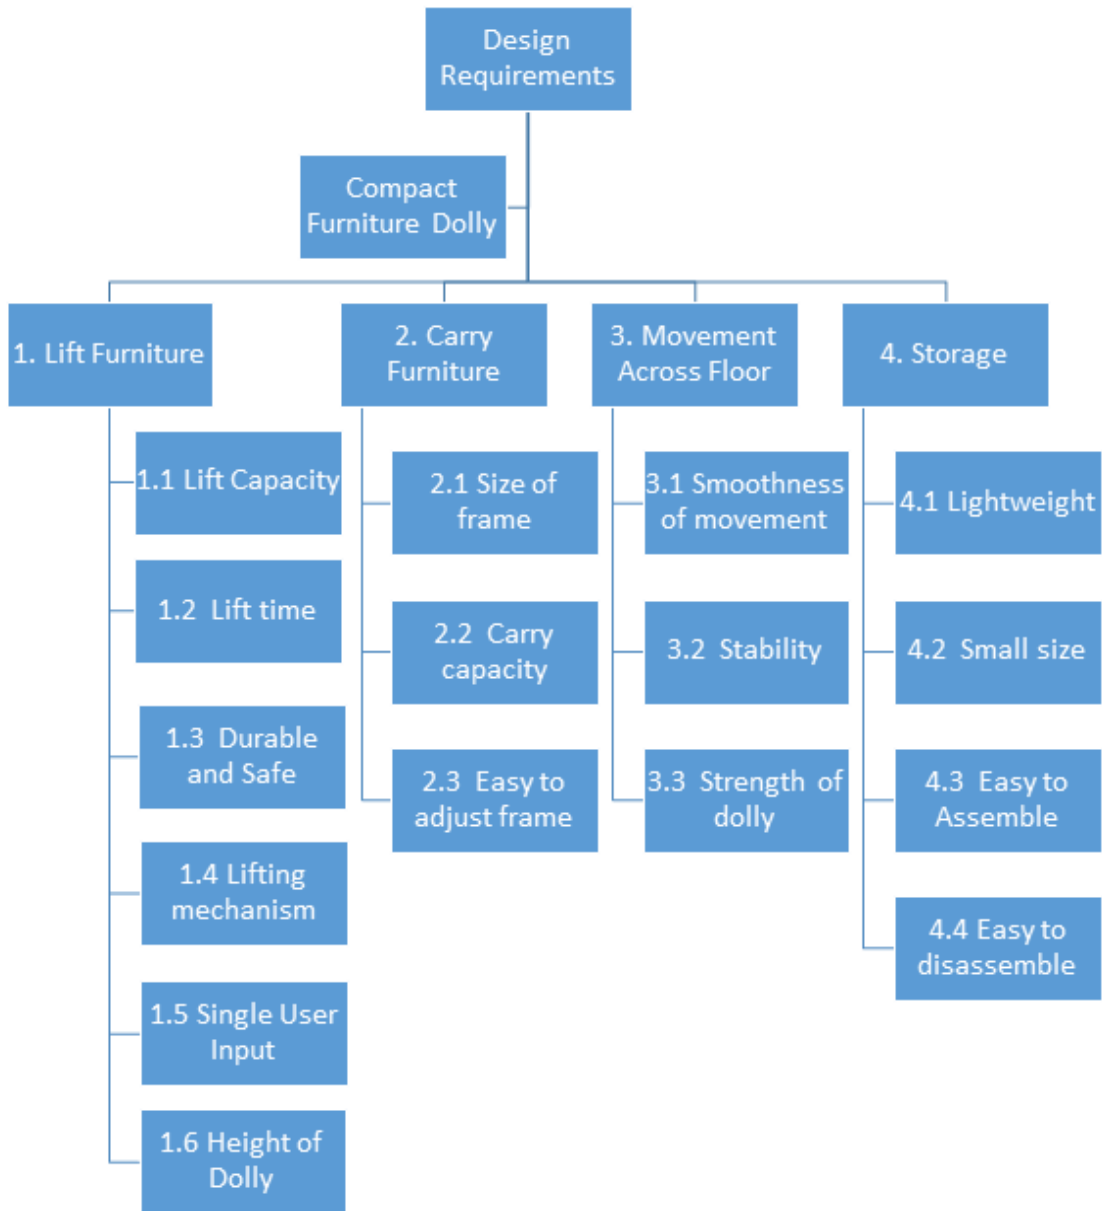 Design
Requirements
Compact
Furniture Dolly
1. Lift Furniture
2. Carry
Furniture
3. Movement
Across Floor
4. Storage
1.1 Lift Capacity
1.2 Lift time
1.3 Durable
and Safe
1.4 Lifting
mechanism
1.5 Single User
Input
1.6 Height of
Dolly
2.1 Size of
frame
2.2 Carry
capacity
2.3 Easy to
adjust frame
3.1 Smoothness
of movement
3.2 Stability
3.3 Strength of
dolly
4.1 Lightweight
4.2 Small size
4.3 Easy to
Assemble
4.4 Easy to
disassemble